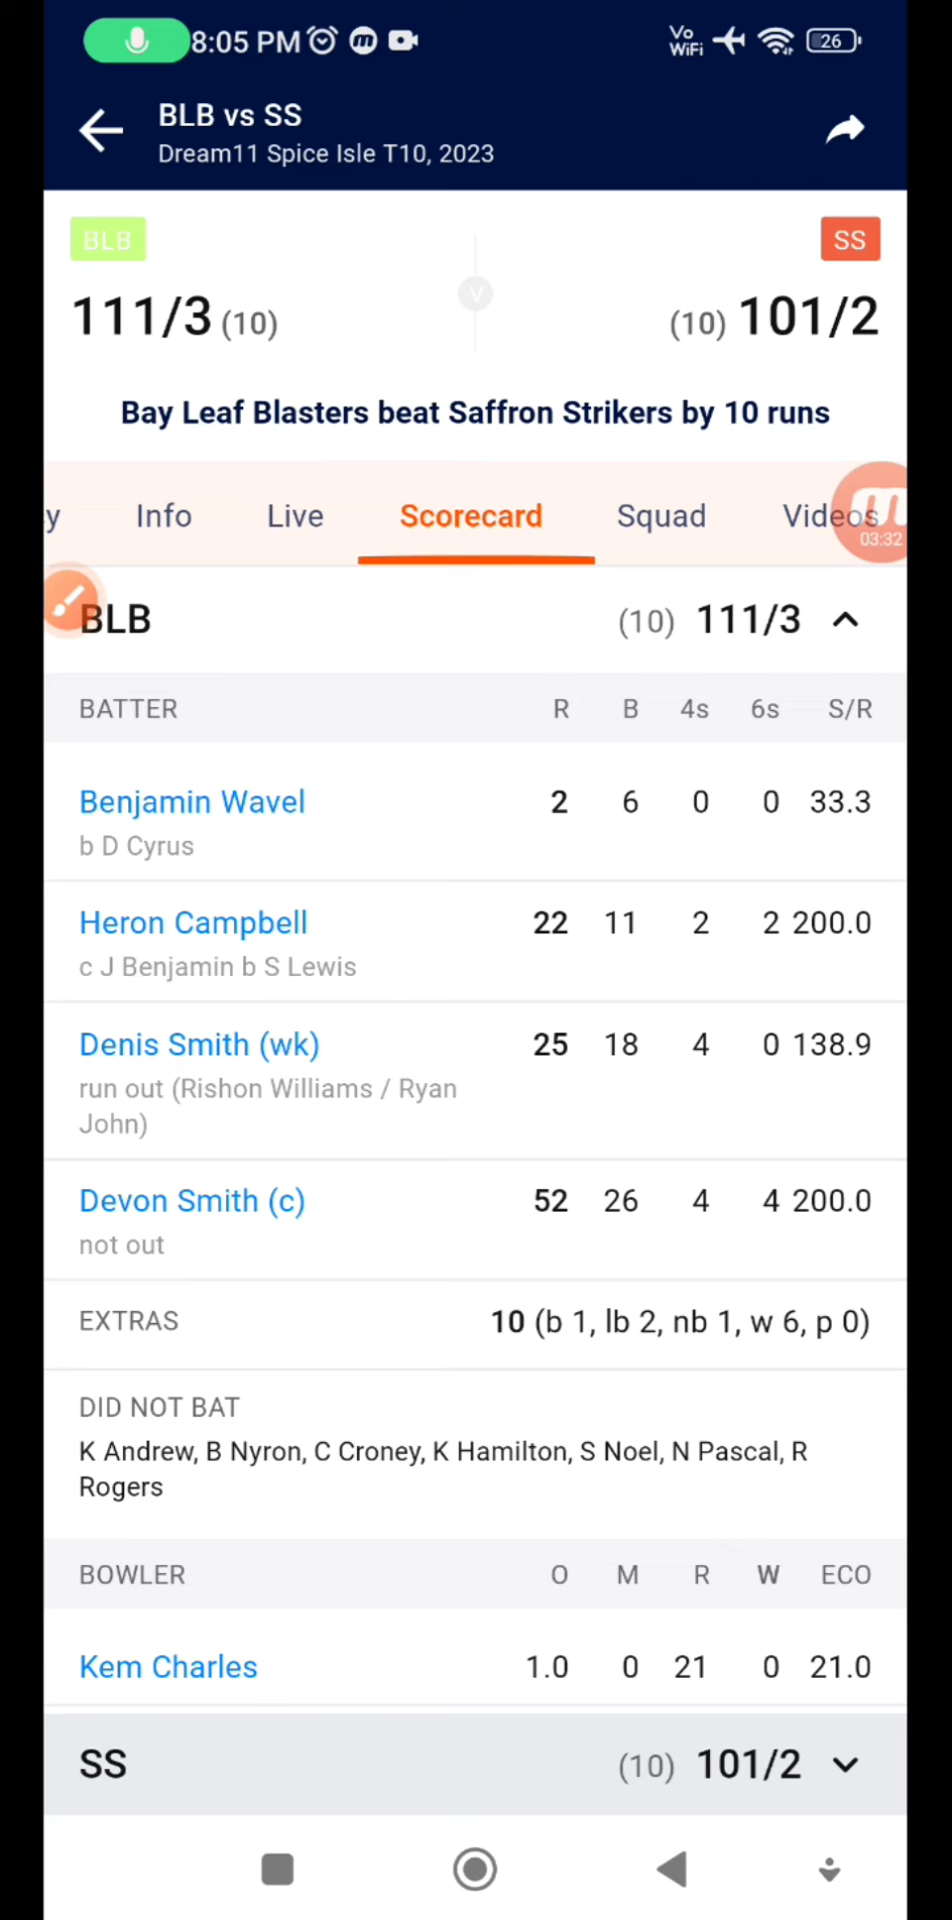 8:05 PM Vo WiFi 26
BLB vs SS
Dream11 Spice Isle T10, 2023
BLB SS
V
111/3 (10) (10) 101/2
Bay Leaf Blasters beat Saffron Strikers by 10 runs
y Info Live Scorecard Squad Videos
03:32
BLB (10) 111/3
BATTER R B 4s 6s S/R
Benjamin Wavel 2 6 0 0 33.3
b D Cyrus
Heron Campbell 22 11 2 2 200.0
c J Benjamin b S Lewis
Denis Smith (wk) 25 18 4 0 138.9
run out (Rishon Williams / Ryan
John)
Devon Smith (c) 52 26 4 4 200.0
not out
EXTRAS 10 (b 1, lb 2, nb 1, w 6, p 0)
DID NOT BAT
K Andrew, B Nyron, C Croney, K Hamilton, S Noel, N Pascal, R
Rogers
BOWLER O M R W ECO
Kem Charles 1.0 0 21 0 21.0
SS (10) 101/2